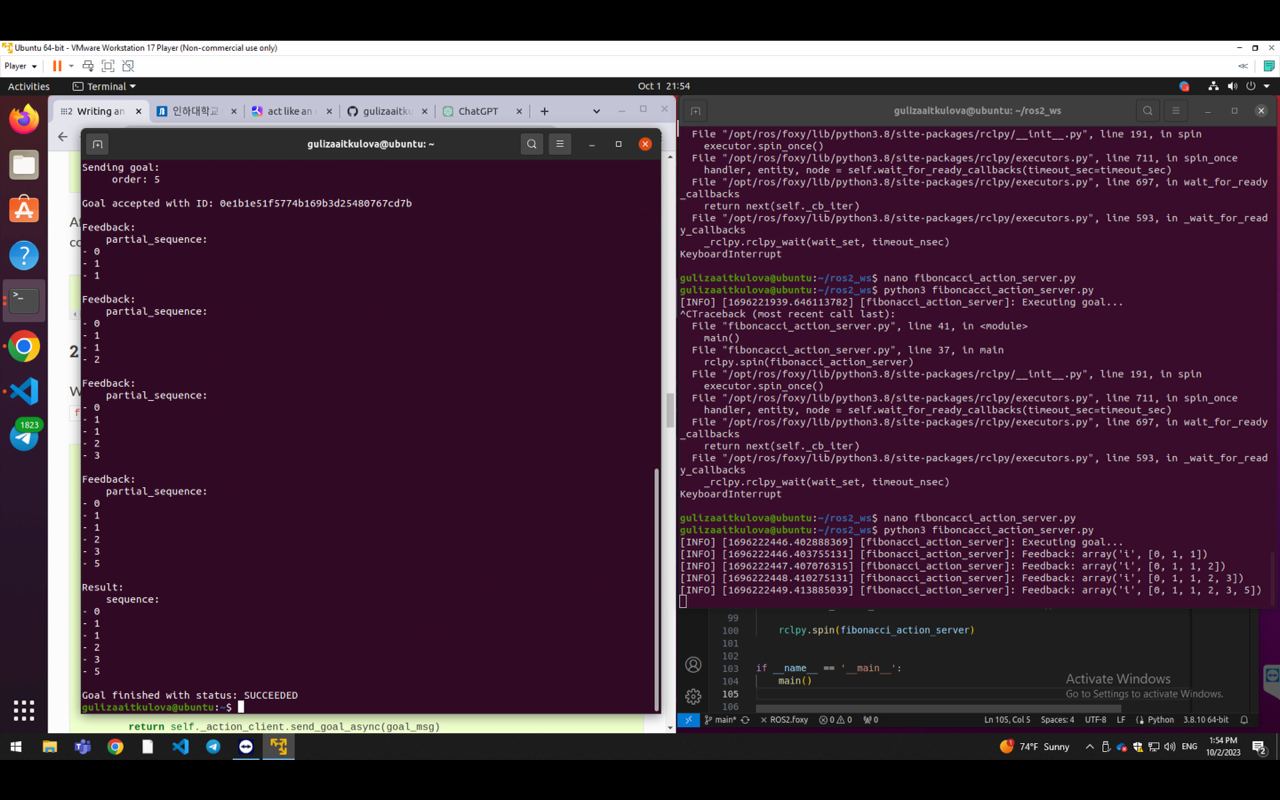 Ubuntu 64-bit - VMware Workstation 17 Player (Non-commercial use only)
Player
Activities
Terminal
Oct 1 21:54
Writing an
인하대학교
act like an
gulizaaitku
ChatGPT
gulizaaitkulova@ubuntu: ~
Sending goal:
order: 5
Goal accepted with ID: 0e1b1e51f5774b169b3d25480767cd7b
Feedback:
partial_sequence:
- 0
- 1
- 1
Feedback:
partial_sequence:
- 0
- 1
- 1
- 2
Feedback:
partial_sequence:
- 0
- 1
- 1
- 2
- 3
Feedback:
partial_sequence:
- 0
- 1
- 1
- 2
- 3
- 5
Result:
sequence:
- 0
- 1
- 1
- 2
- 3
- 5
Goal finished with status: SUCCEEDED
gulizaaitkulova@ubuntu:~$
return self._action_client.send_goal_async(goal_msg)
1823
gulizaaitkulova@ubuntu: ~/ros2_ws
File "/opt/ros/foxy/lib/python3.8/site-packages/rclpy/__init__.py", line 191, in spin
executor.spin_once()
File "/opt/ros/foxy/lib/python3.8/site-packages/rclpy/executors.py", line 711, in spin_once
handler, entity, node = self.wait_for_ready_callbacks(timeout_sec=timeout_sec)
File "/opt/ros/foxy/lib/python3.8/site-packages/rclpy/executors.py", line 697, in wait_for_ready
_callbacks
return next(self._cb_iter)
File "/opt/ros/foxy/lib/python3.8/site-packages/rclpy/executors.py", line 593, in _wait_for_read
y_callbacks
_rclpy.rclpy_wait(wait_set, timeout_nsec)
KeyboardInterrupt
gulizaaitkulova@ubuntu:~/ros2_ws$ nano fiboncacci_action_server.py
gulizaaitkulova@ubuntu:~/ros2_ws$ python3 fiboncacci_action_server.py
[INFO] [1696221939.646113782] [fibonacci_action_server]: Executing goal...
^CTraceback (most recent call last):
File "fiboncacci_action_server.py", line 41, in <module>
main()
File "fiboncacci_action_server.py", line 37, in main
rclpy.spin(fibonacci_action_server)
File "/opt/ros/foxy/lib/python3.8/site-packages/rclpy/__init__.py", line 191, in spin
executor.spin_once()
File "/opt/ros/foxy/lib/python3.8/site-packages/rclpy/executors.py", line 711, in spin_once
handler, entity, node = self.wait_for_ready_callbacks(timeout_sec=timeout_sec)
File "/opt/ros/foxy/lib/python3.8/site-packages/rclpy/executors.py", line 697, in wait_for_ready
_callbacks
return next(self._cb_iter)
File "/opt/ros/foxy/lib/python3.8/site-packages/rclpy/executors.py", line 593, in _wait_for_read
y_callbacks
_rclpy.rclpy_wait(wait_set, timeout_nsec)
KeyboardInterrupt
gulizaaitkulova@ubuntu:~/ros2_ws$ nano fiboncacci_action_server.py
gulizaaitkulova@ubuntu:~/ros2_ws$ python3 fiboncacci_action_server.py
[INFO] [1696222446.402888369] [fibonacci_action_server]: Executing goal...
[INFO] [1696222446.403755131] [fibonacci_action_server]: Feedback: array('i', [0, 1, 1])
[INFO] [1696222447.407076315] [fibonacci_action_server]: Feedback: array('i', [0, 1, 1, 2])
[INFO] [1696222448.410275131] [fibonacci_action_server]: Feedback: array('i', [0, 1, 1, 2, 3])
[INFO] [1696222449.413885039] [fibonacci_action_server]: Feedback: array('i', [0, 1, 1, 2, 3, 5])
99
100 rclpy.spin(fibonacci_action_server)
101
102
103 if __name__ == '__main__':
104 main()
105
106
Activate Windows
Go to Settings to activate Windows.
main*
ROS2.foxy
0
0
0
Ln 105, Col 5
Spaces: 4
UTF-8
LF
Python
3.8.10 64-bit
74°F Sunny
ENG
1:54 PM
10/2/2023
2